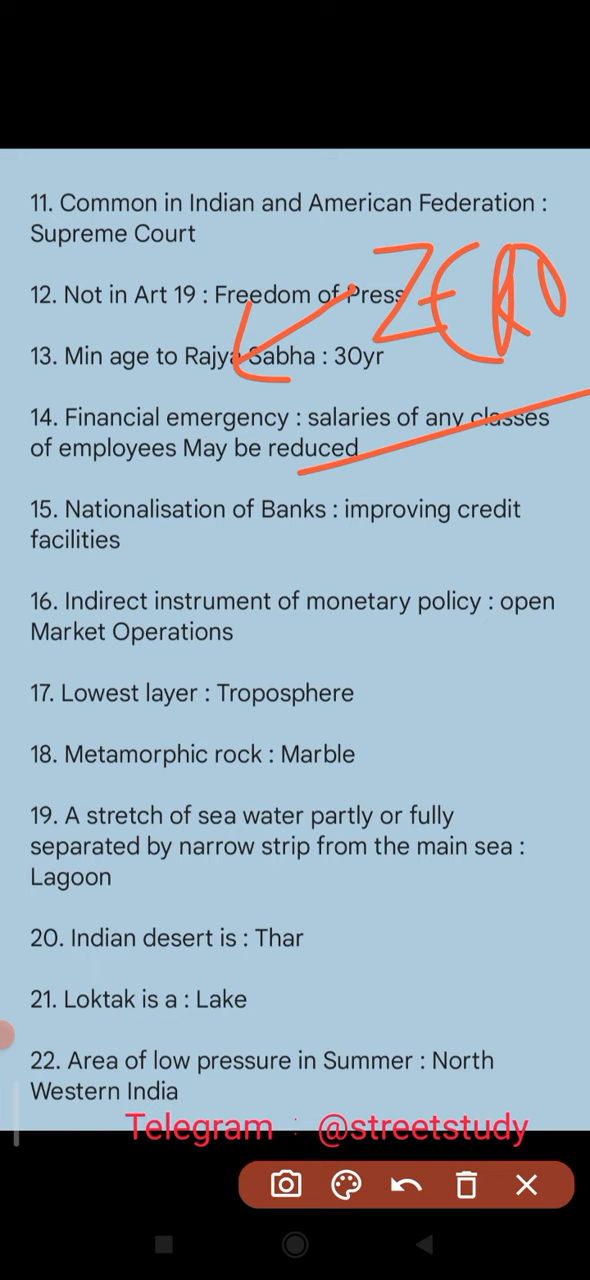 11. Common in Indian and American Federation :
Supreme Court
12. Not in Art 19 : Freedom of Press
ZERO
13. Min age to Rajya Sabha : 30yr
14. Financial emergency : salaries of any classes
of employees May be reduced
15. Nationalisation of Banks : improving credit
facilities
16. Indirect instrument of monetary policy : open
Market Operations
17. Lowest layer : Troposphere
18. Metamorphic rock : Marble
19. A stretch of sea water partly or fully
separated by narrow strip from the main sea :
Lagoon
20. Indian desert is : Thar
21. Loktak is a : Lake
22. Area of low pressure in Summer : North
Western India
Telegram : @streetstudy